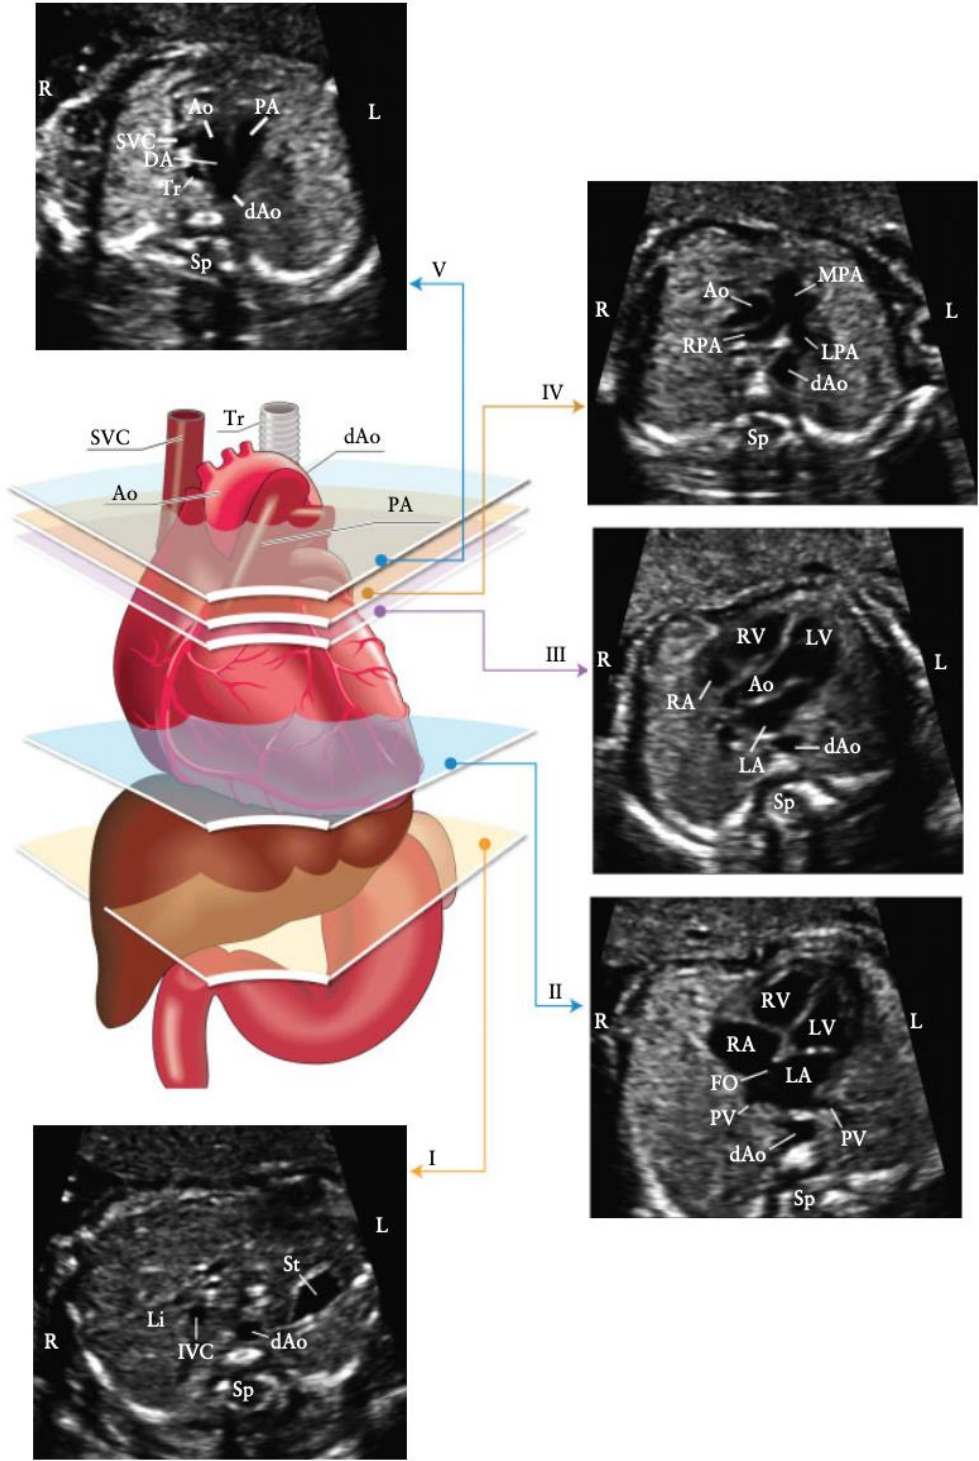 R
L
Ao
PA
SVC
DA
Tr
dAo
Sp
V
MPA
Ao
R
L
RPA
LPA
dAo
Sp
IV
SVC
Tr
dAo
Ao
PA
III
RV
LV
R
L
Ao
RA
LA
dAo
Sp
II
RV
R
LV
L
RA
FO
LA
PV
PV
dAo
Sp
I
L
St
Li
R
IVC
dAo
Sp